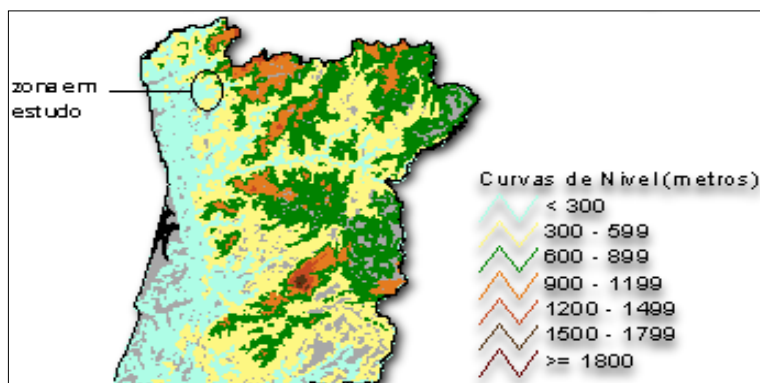 zona em
estudo
Curvas de Nivel (metros)
< 300
300 - 599
600 - 899
900 - 1199
1200 - 1499
1500 - 1799
>= 1800